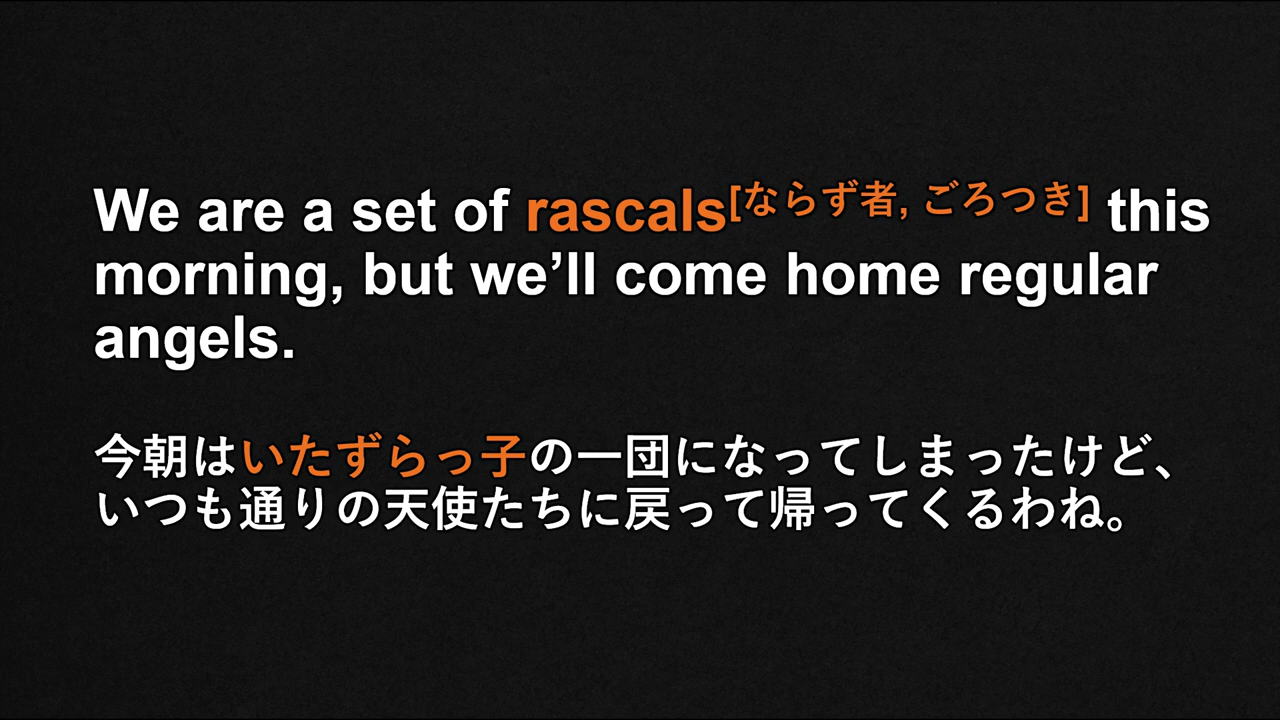 We are a set of rascals[ならず者, ごろつき] this
morning, but we’ll come home regular
angels.
今朝はいたずらっ子の一団になってしまったけど、
いつも通りの天使たちに戻って帰ってくるわね。